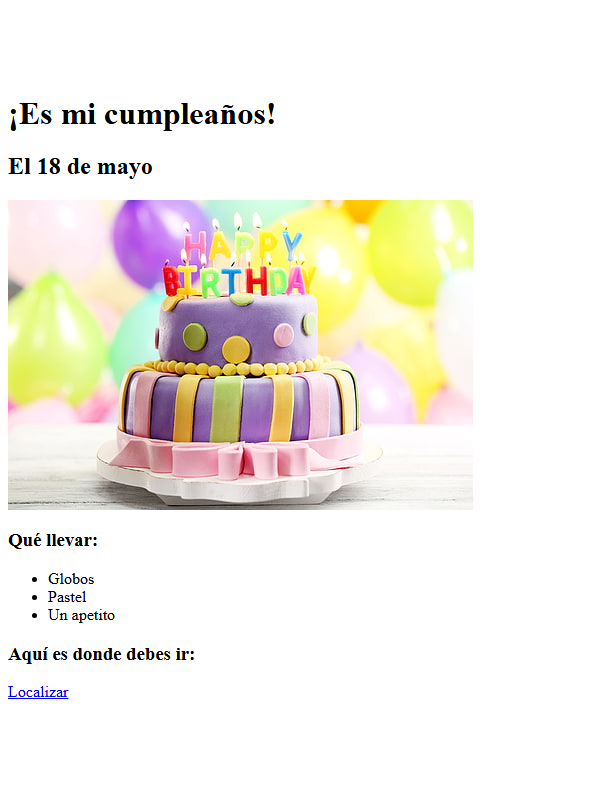 ¡Es mi cumpleaños!
El 18 de mayo
HAPPY
BIRTHDAY
Qué llevar:
Globos
Pastel
Un apetito
Aquí es donde debes ir:
Localizar